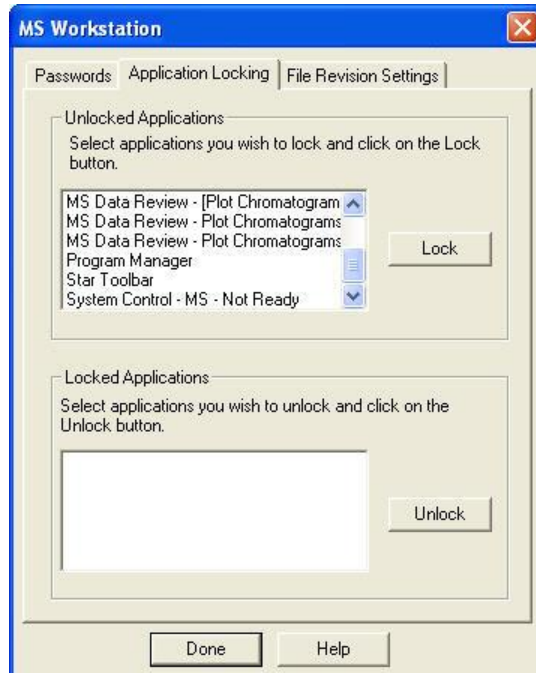 MS Workstation
Passwords
Application Locking
File Revision Settings
Unlocked Applications
Select applications you wish to lock and click on the Lock
button.
MS Data Review - [Plot Chromatogram
MS Data Review - Plot Chromatograms
MS Data Review - Plot Chromatograms
Program Manager
Star Toolbar
System Control - MS - Not Ready
Lock
Locked Applications
Select applications you wish to unlock and click on the
Unlock button.
Unlock
Done
Help